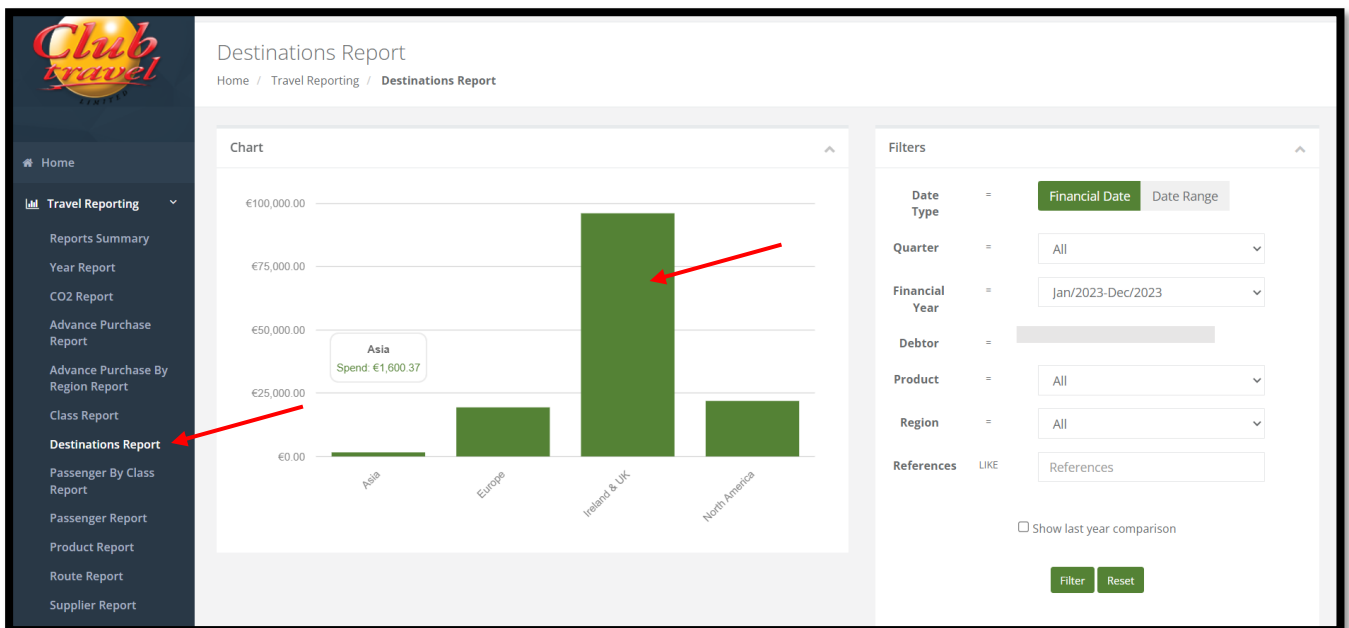 Club
travel
LIMITED
Home
Travel Reporting
Reports Summary
Year Report
CO2 Report
Advance Purchase
Report
Advance Purchase By
Region Report
Class Report
Destinations Report
Passenger By Class
Report
Passenger Report
Product Report
Route Report
Supplier Report
Destinations Report
Home / Travel Reporting / Destinations Report
Chart
€100,000.00
€75,000.00
€50,000.00
€25,000.00
€0.00
Asia
Spend: €1,600.37
Asia
Europe
Ireland & UK
North America
Filters
Date
Type
=
Financial Date
Date Range
Quarter = All
Financial
Year
=
Jan/2023-Dec/2023
Debtor =
Product = All
Region = All
References LIKE References
Show last year comparison
Filter Reset